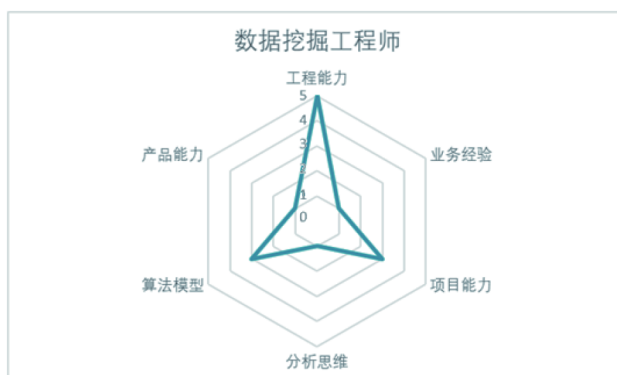 数据挖掘工程师
工程能力
5
4
3
2
1
0
产品能力
业务经验
算法模型
项目能力
分析思维